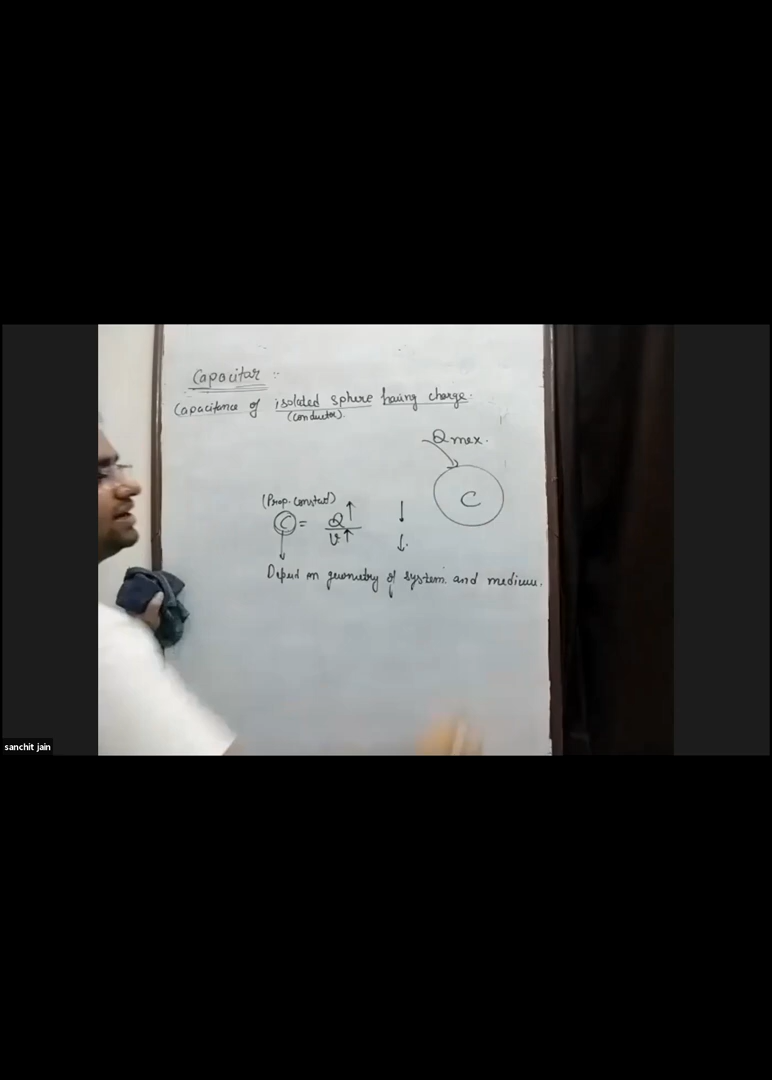 Capacitar :-
Capacitance of isolated sphere having charge.
(conductor).
Qmax.
C
(Prop. constant)
C = Q↑
V↑
↓
↓.
Depend on geometry of system. and medium.
sanchit jain